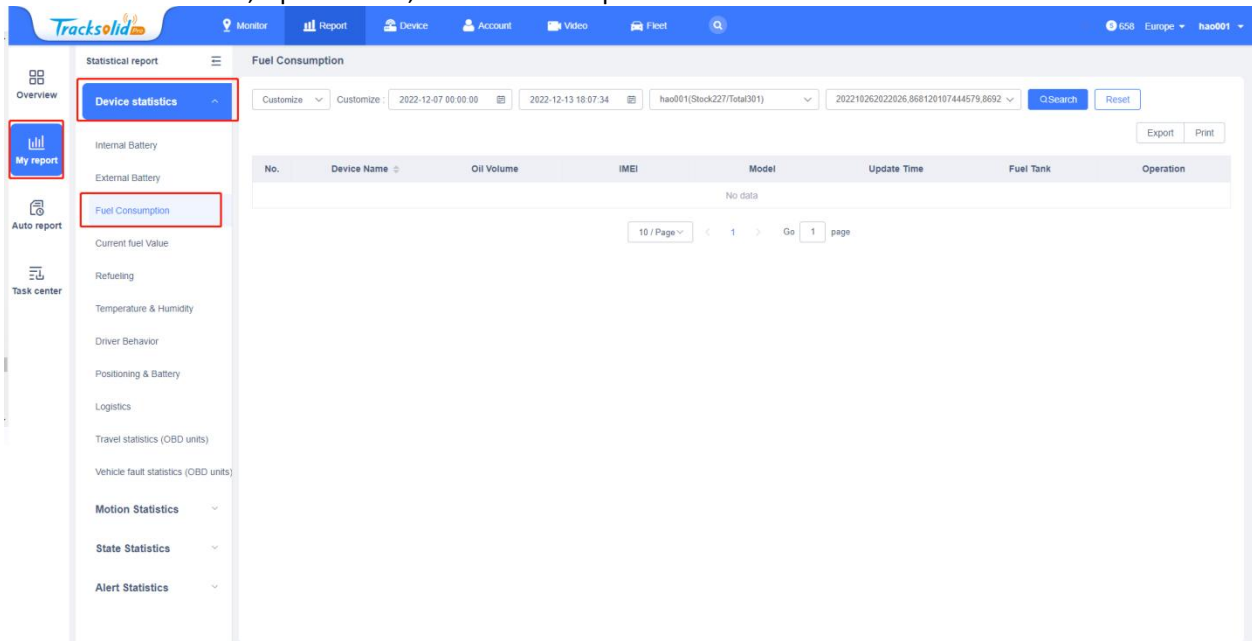 Tracksolid Pro
Monitor Report Device Account Video Fleet
658 Europe hao001
Overview
My report
Auto report
Task center
Statistical report
Device statistics
Internal Battery
External Battery
Fuel Consumption
Current fuel Value
Refueling
Temperature & Humidity
Driver Behavior
Positioning & Battery
Logistics
Travel statistics (OBD units)
Vehicle fault statistics (OBD units)
Motion Statistics
State Statistics
Alert Statistics
Fuel Consumption
Customize Customize : 2022-12-07 00:00:00 2022-12-13 18:07:34 hao001(Stock227/Total301) 202210262022026,868120107444579,8692 Search Reset
Export Print
No. Device Name Oil Volume IMEI Model Update Time Fuel Tank Operation
No data
10 / Page 1 Go 1 page